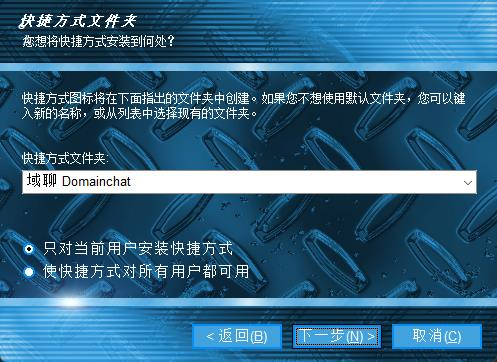 快捷方式文件夹
您想将快捷方式安装到何处?
快捷方式图标将在下面指出的文件夹中创建。如果您不想使用默认文件夹，您可以键
入新的名称，或从列表中选择现有的文件夹。
快捷方式文件夹:
域聊 Domainchat
只对当前用户安装快捷方式
使快捷方式对所有用户都可用
< 返回(B) 下一步(N) > 取消(C)